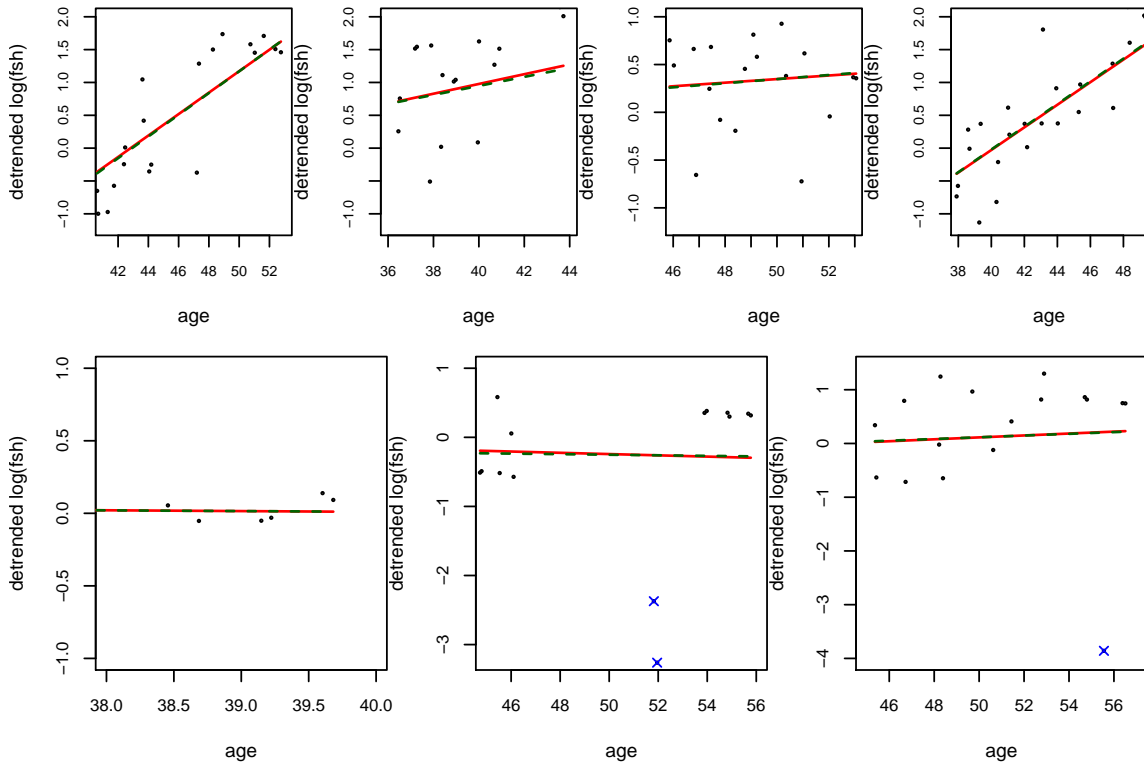 detrended log(fsh)
−1.0 0.0 0.5 1.0 1.5 2.0
42 44 46 48 50 52
age
detrended log(fsh)
−1.0 0.0 0.5 1.0 1.5 2.0
36 38 40 42 44
age
detrended log(fsh)
−1.0 −0.5 0.0 0.5 1.0
46 48 50 52
age
detrended log(fsh)
−1.0 0.0 0.5 1.0 1.5 2.0
38 40 42 44 46 48
age
detrended log(fsh)
−1.0 −0.5 0.0 0.5 1.0
38.0 38.5 39.0 39.5 40.0
age
detrended log(fsh)
−3 −2 −1 0 1
46 48 50 52 54 56
age
detrended log(fsh)
−4 −3 −2 −1 0 1
46 48 50 52 54 56
age